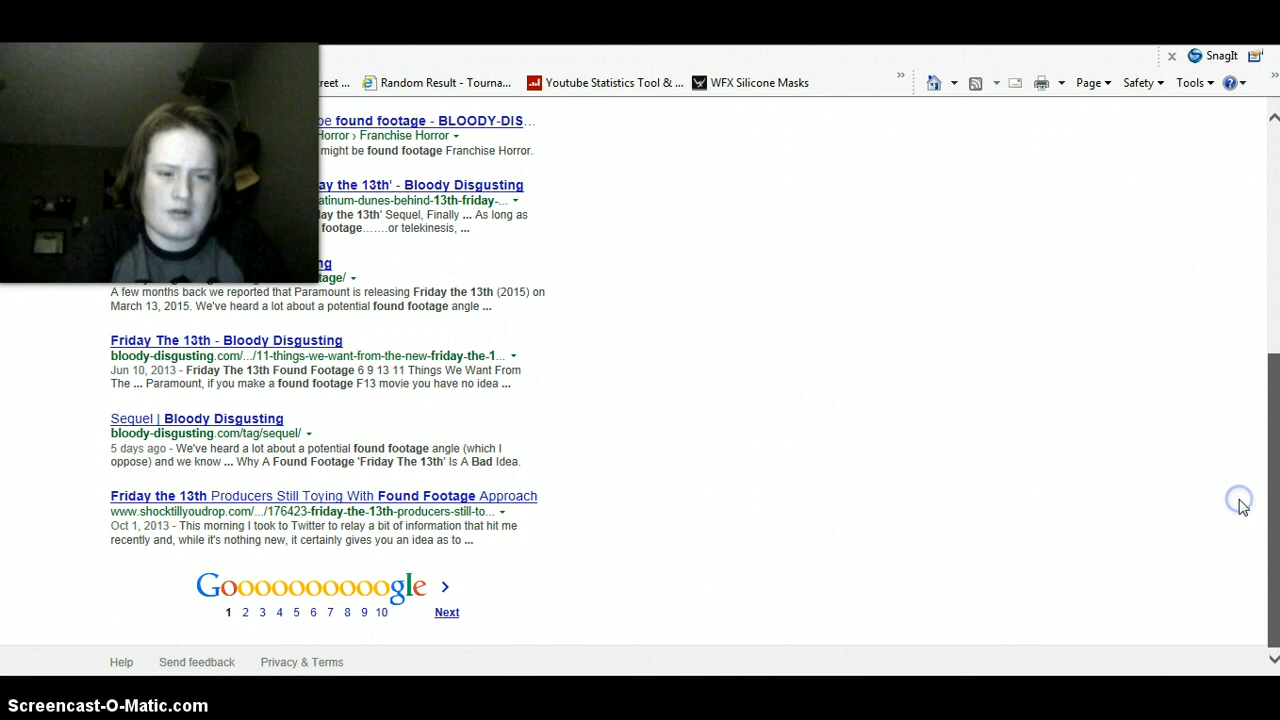 SnagIt
reet ... Random Result - Tourna... Youtube Statistics Tool & ... WFX Silicone Masks » Page Safety Tools »
be found footage - BLOODY-DIS...
Horror › Franchise Horror
might be found footage Franchise Horror.
ay the 13th' - Bloody Disgusting
atinum-dunes-behind-13th-friday-...
lay the 13th' Sequel, Finally ... As long as
footage…….or telekinesis, ...
ng
tage/
A few months back we reported that Paramount is releasing Friday the 13th (2015) on
March 13, 2015. We've heard a lot about a potential found footage angle ...
Friday The 13th - Bloody Disgusting
bloody-disgusting.com/.../11-things-we-want-from-the-new-friday-the-1...
Jun 10, 2013 - Friday The 13th Found Footage 6 9 13 11 Things We Want From
The ... Paramount, if you make a found footage F13 movie you have no idea ...
Sequel | Bloody Disgusting
bloody-disgusting.com/tag/sequel/
5 days ago - We've heard a lot about a potential found footage angle (which I
oppose) and we know ... Why A Found Footage 'Friday The 13th' Is A Bad Idea.
Friday the 13th Producers Still Toying With Found Footage Approach
www.shocktillyoudrop.com/.../176423-friday-the-13th-producers-still-to...
Oct 1, 2013 - This morning I took to Twitter to relay a bit of information that hit me
recently and, while it's nothing new, it certainly gives you an idea as to ...
Goooooooooogle >
1 2 3 4 5 6 7 8 9 10 Next
Help Send feedback Privacy & Terms
Screencast-O-Matic.com